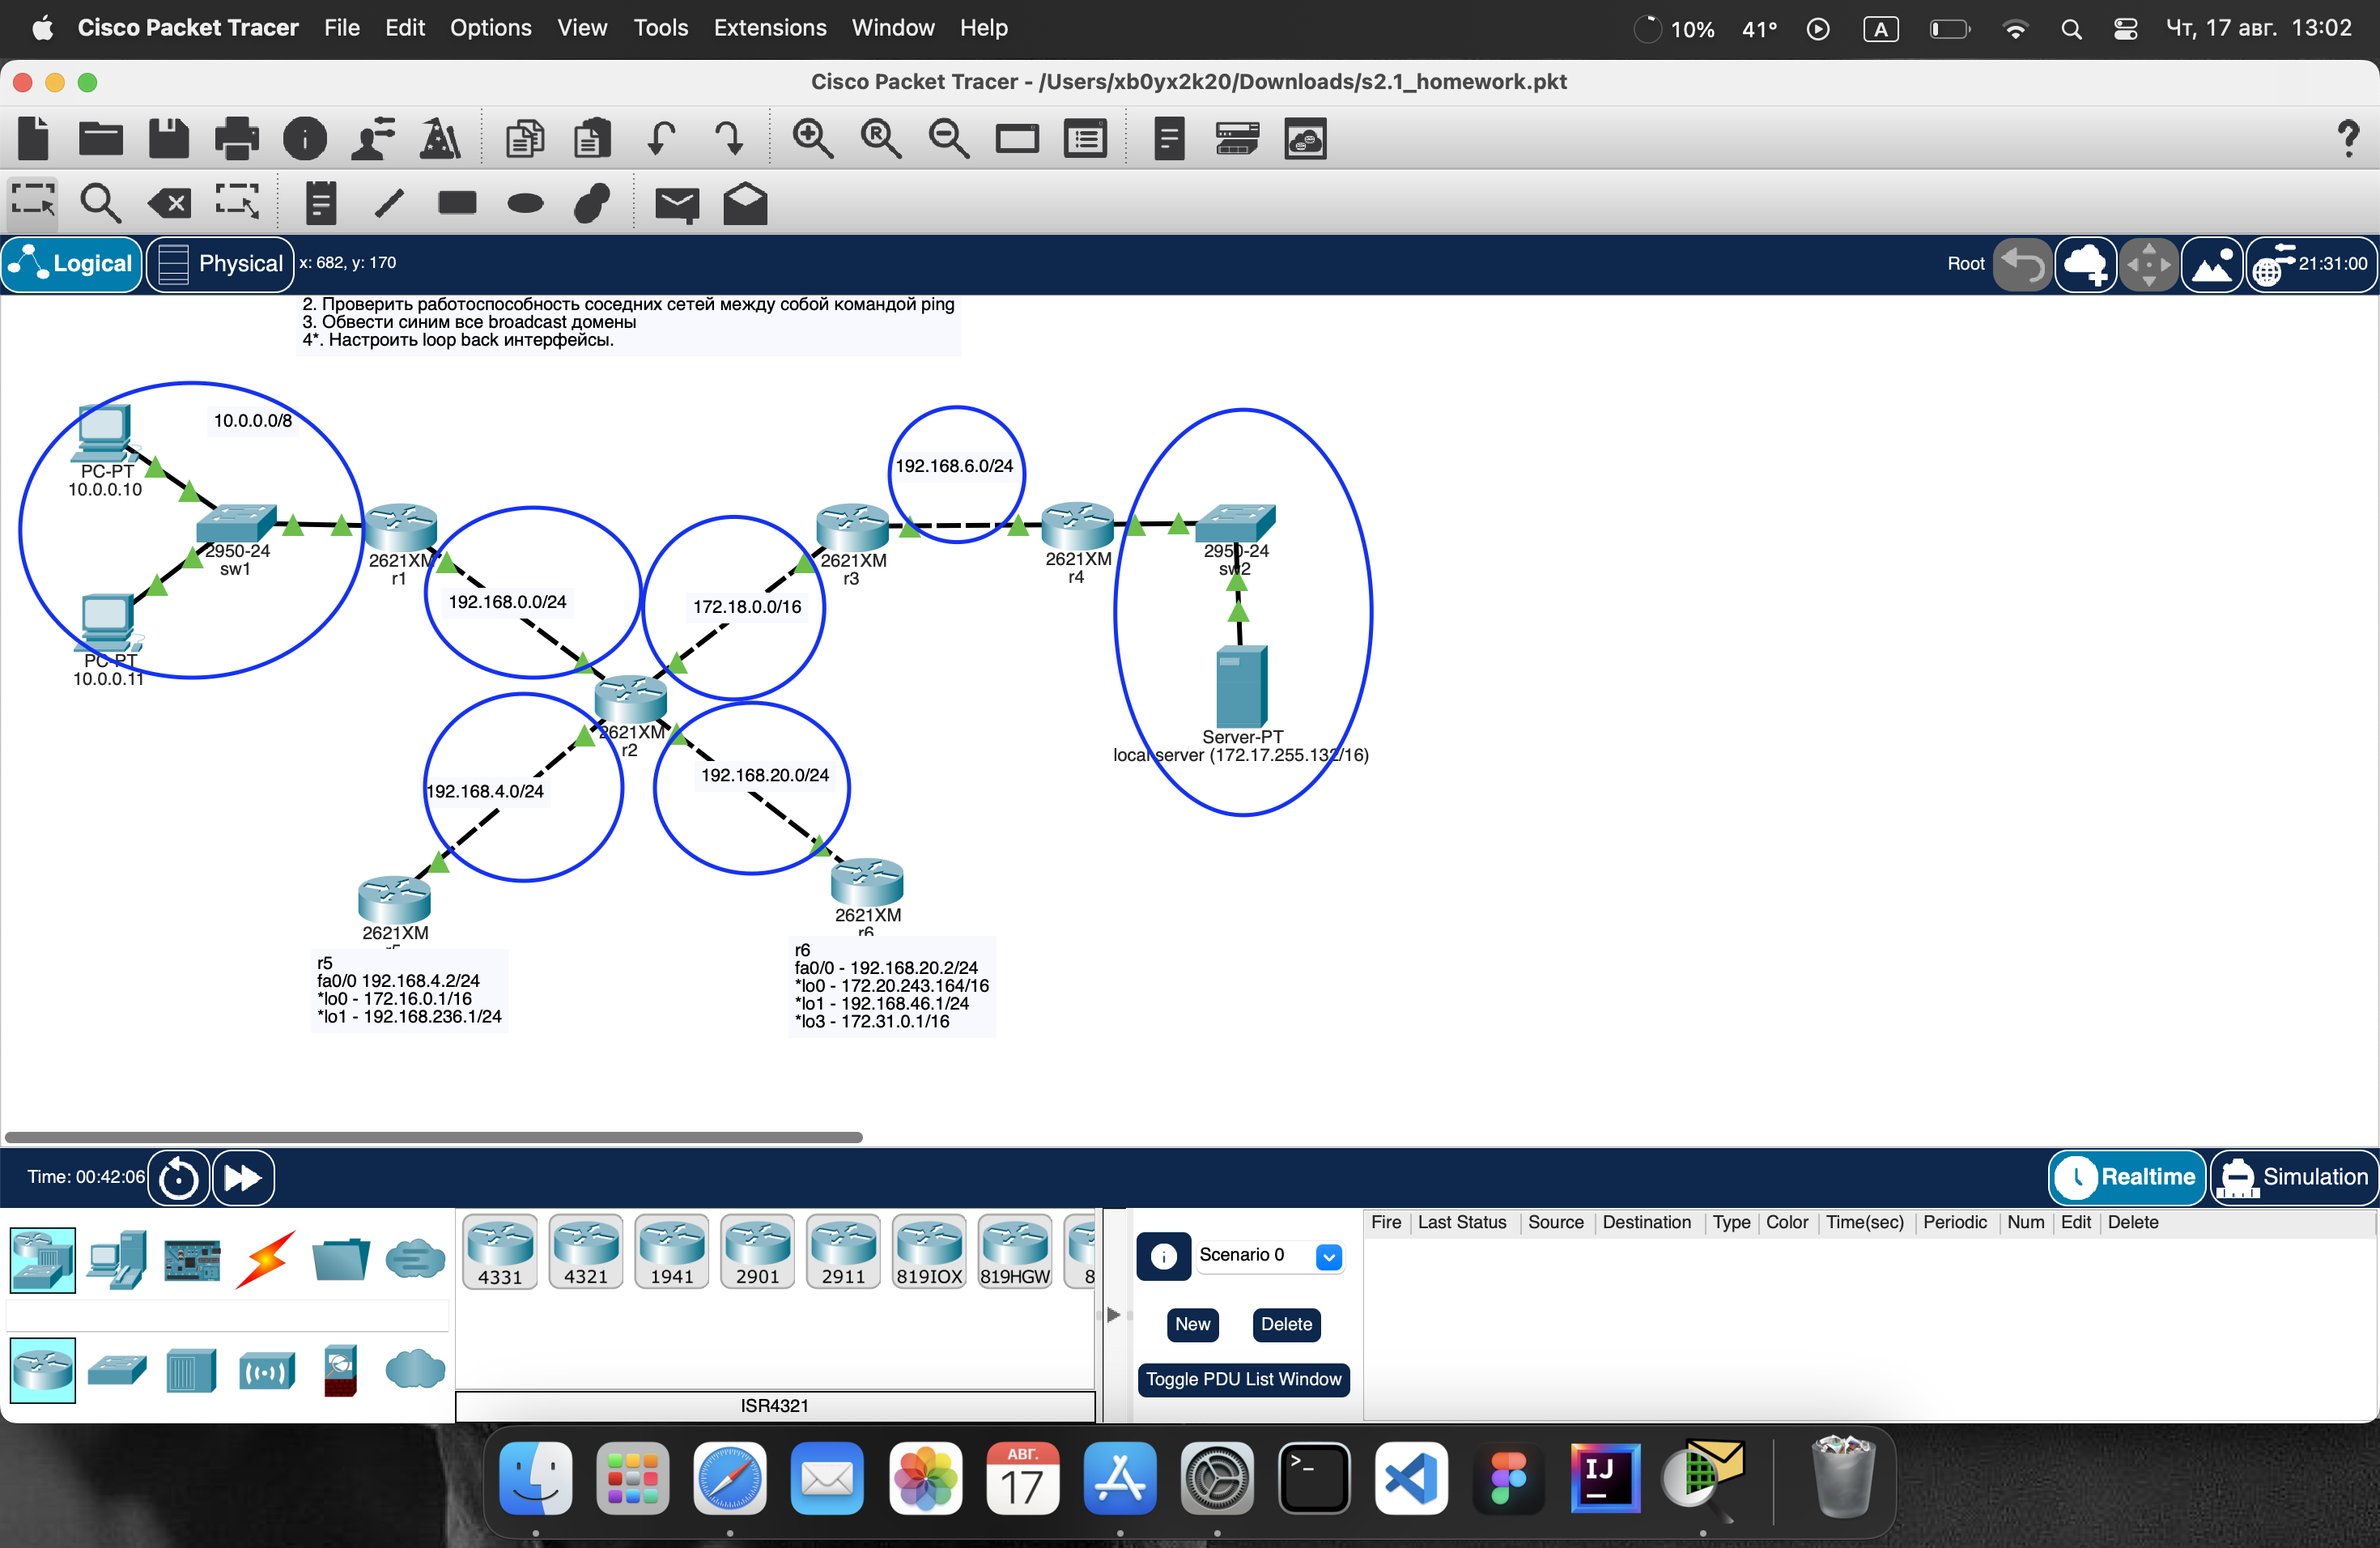 Cisco Packet Tracer File Edit Options View Tools Extensions Window Help 10% 41° A Чт, 17 авг. 13:02
Cisco Packet Tracer - /Users/xb0yx2k20/Downloads/s2.1_homework.pkt
Logical Physical x: 682, y: 170 Root 21:31:00
2. Проверить работоспособность соседних сетей между собой командой ping
3. Обвести синим все broadcast домены
4*. Настроить loop back интерфейсы.
10.0.0.0/8
PC-PT
10.0.0.10
2950-24
sw1
PC-PT
10.0.0.11
2621XM
r1
192.168.0.0/24
172.18.0.0/16
2621XM
r3
192.168.6.0/24
2621XM
r4
2950-24
sw2
Server-PT
local server (172.17.255.132/16)
2621XM
r2
192.168.4.0/24
192.168.20.0/24
2621XM
r5
2621XM
r6
r5
fa0/0 192.168.4.2/24
*lo0 - 172.16.0.1/16
*lo1 - 192.168.236.1/24
r6
fa0/0 - 192.168.20.2/24
*lo0 - 172.20.243.164/16
*lo1 - 192.168.46.1/24
*lo3 - 172.31.0.1/16
Time: 00:42:06 Realtime Simulation
4331 4321 1941 2901 2911 819IOX 819HGW 8
ISR4321
Scenario 0
New Delete
Toggle PDU List Window
Fire Last Status Source Destination Type Color Time(sec) Periodic Num Edit Delete
АВГ.
17
IJ